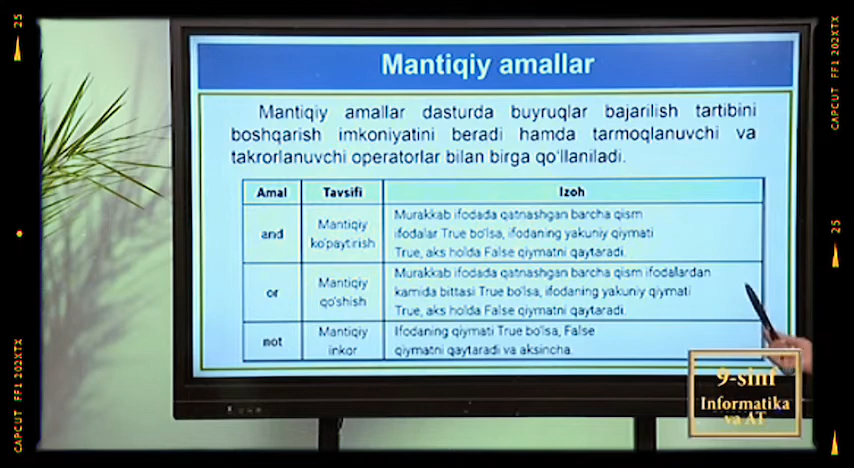 25
25
CAPCUT FF1 202XTX
CAPCUT FF1 202XTX
Mantiqiy amallar
Mantiqiy amallar dasturda buyruqlar bajarilish tartibini
boshqarish imkoniyatini beradi hamda tarmoqlanuvchi va
takrorlanuvchi operatorlar bilan birga qo'llaniladi.
Amal Tavsifi Izoh
and
Mantiqiy
ko'paytirish
Murakkab ifodada qatnashgan barcha qism
ifodalar True bo'lsa, ifodaning yakuniy qiymati
True, aks holda False qiymatni qaytaradi.
or
Mantiqiy
qo'shish
Murakkab ifodada qatnashgan barcha qism ifodalardan
kamida bittasi True bo'lsa, ifodaning yakuniy qiymati
True, aks holda False qiymatni qaytaradi.
not
Mantiqiy
inkor
Ifodaning qiymati True bo'lsa, False
qiymatni qaytaradi va aksincha.
25
CAPCUT FF1 202XTX
9-sinf
Informatika
va AT